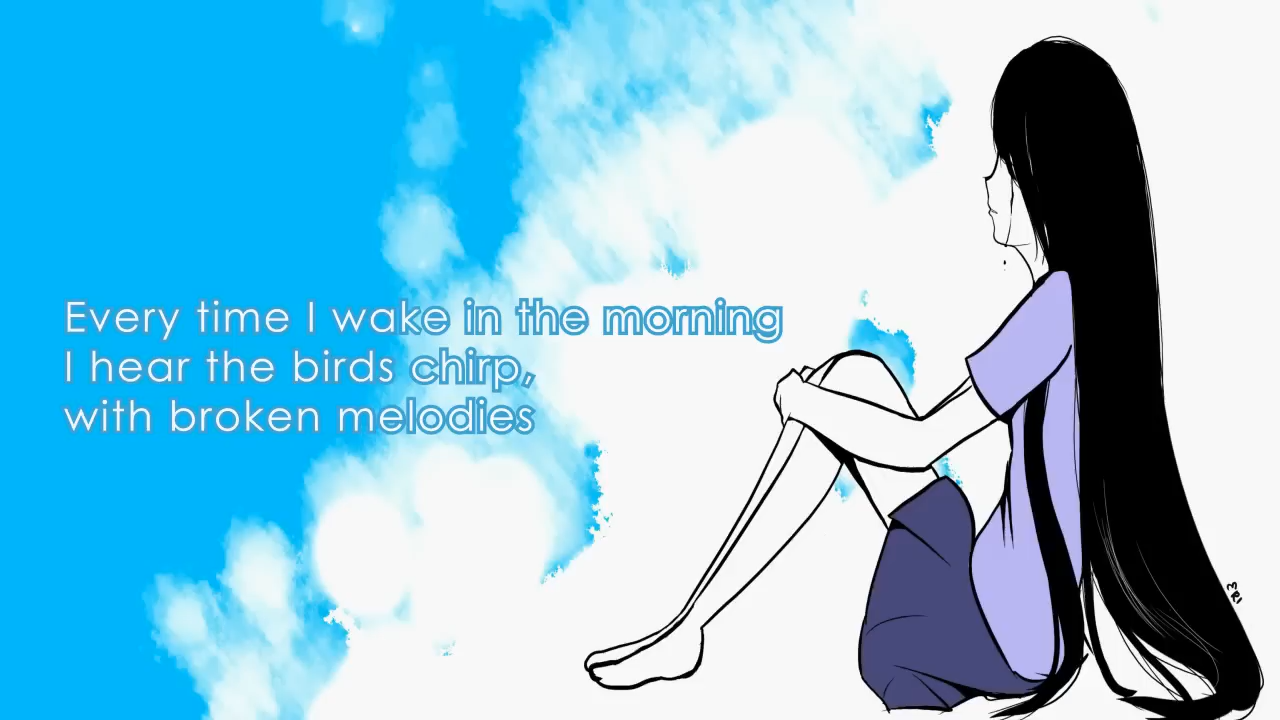 Every time I wake in the morning
I hear the birds chirp,
with broken melodies